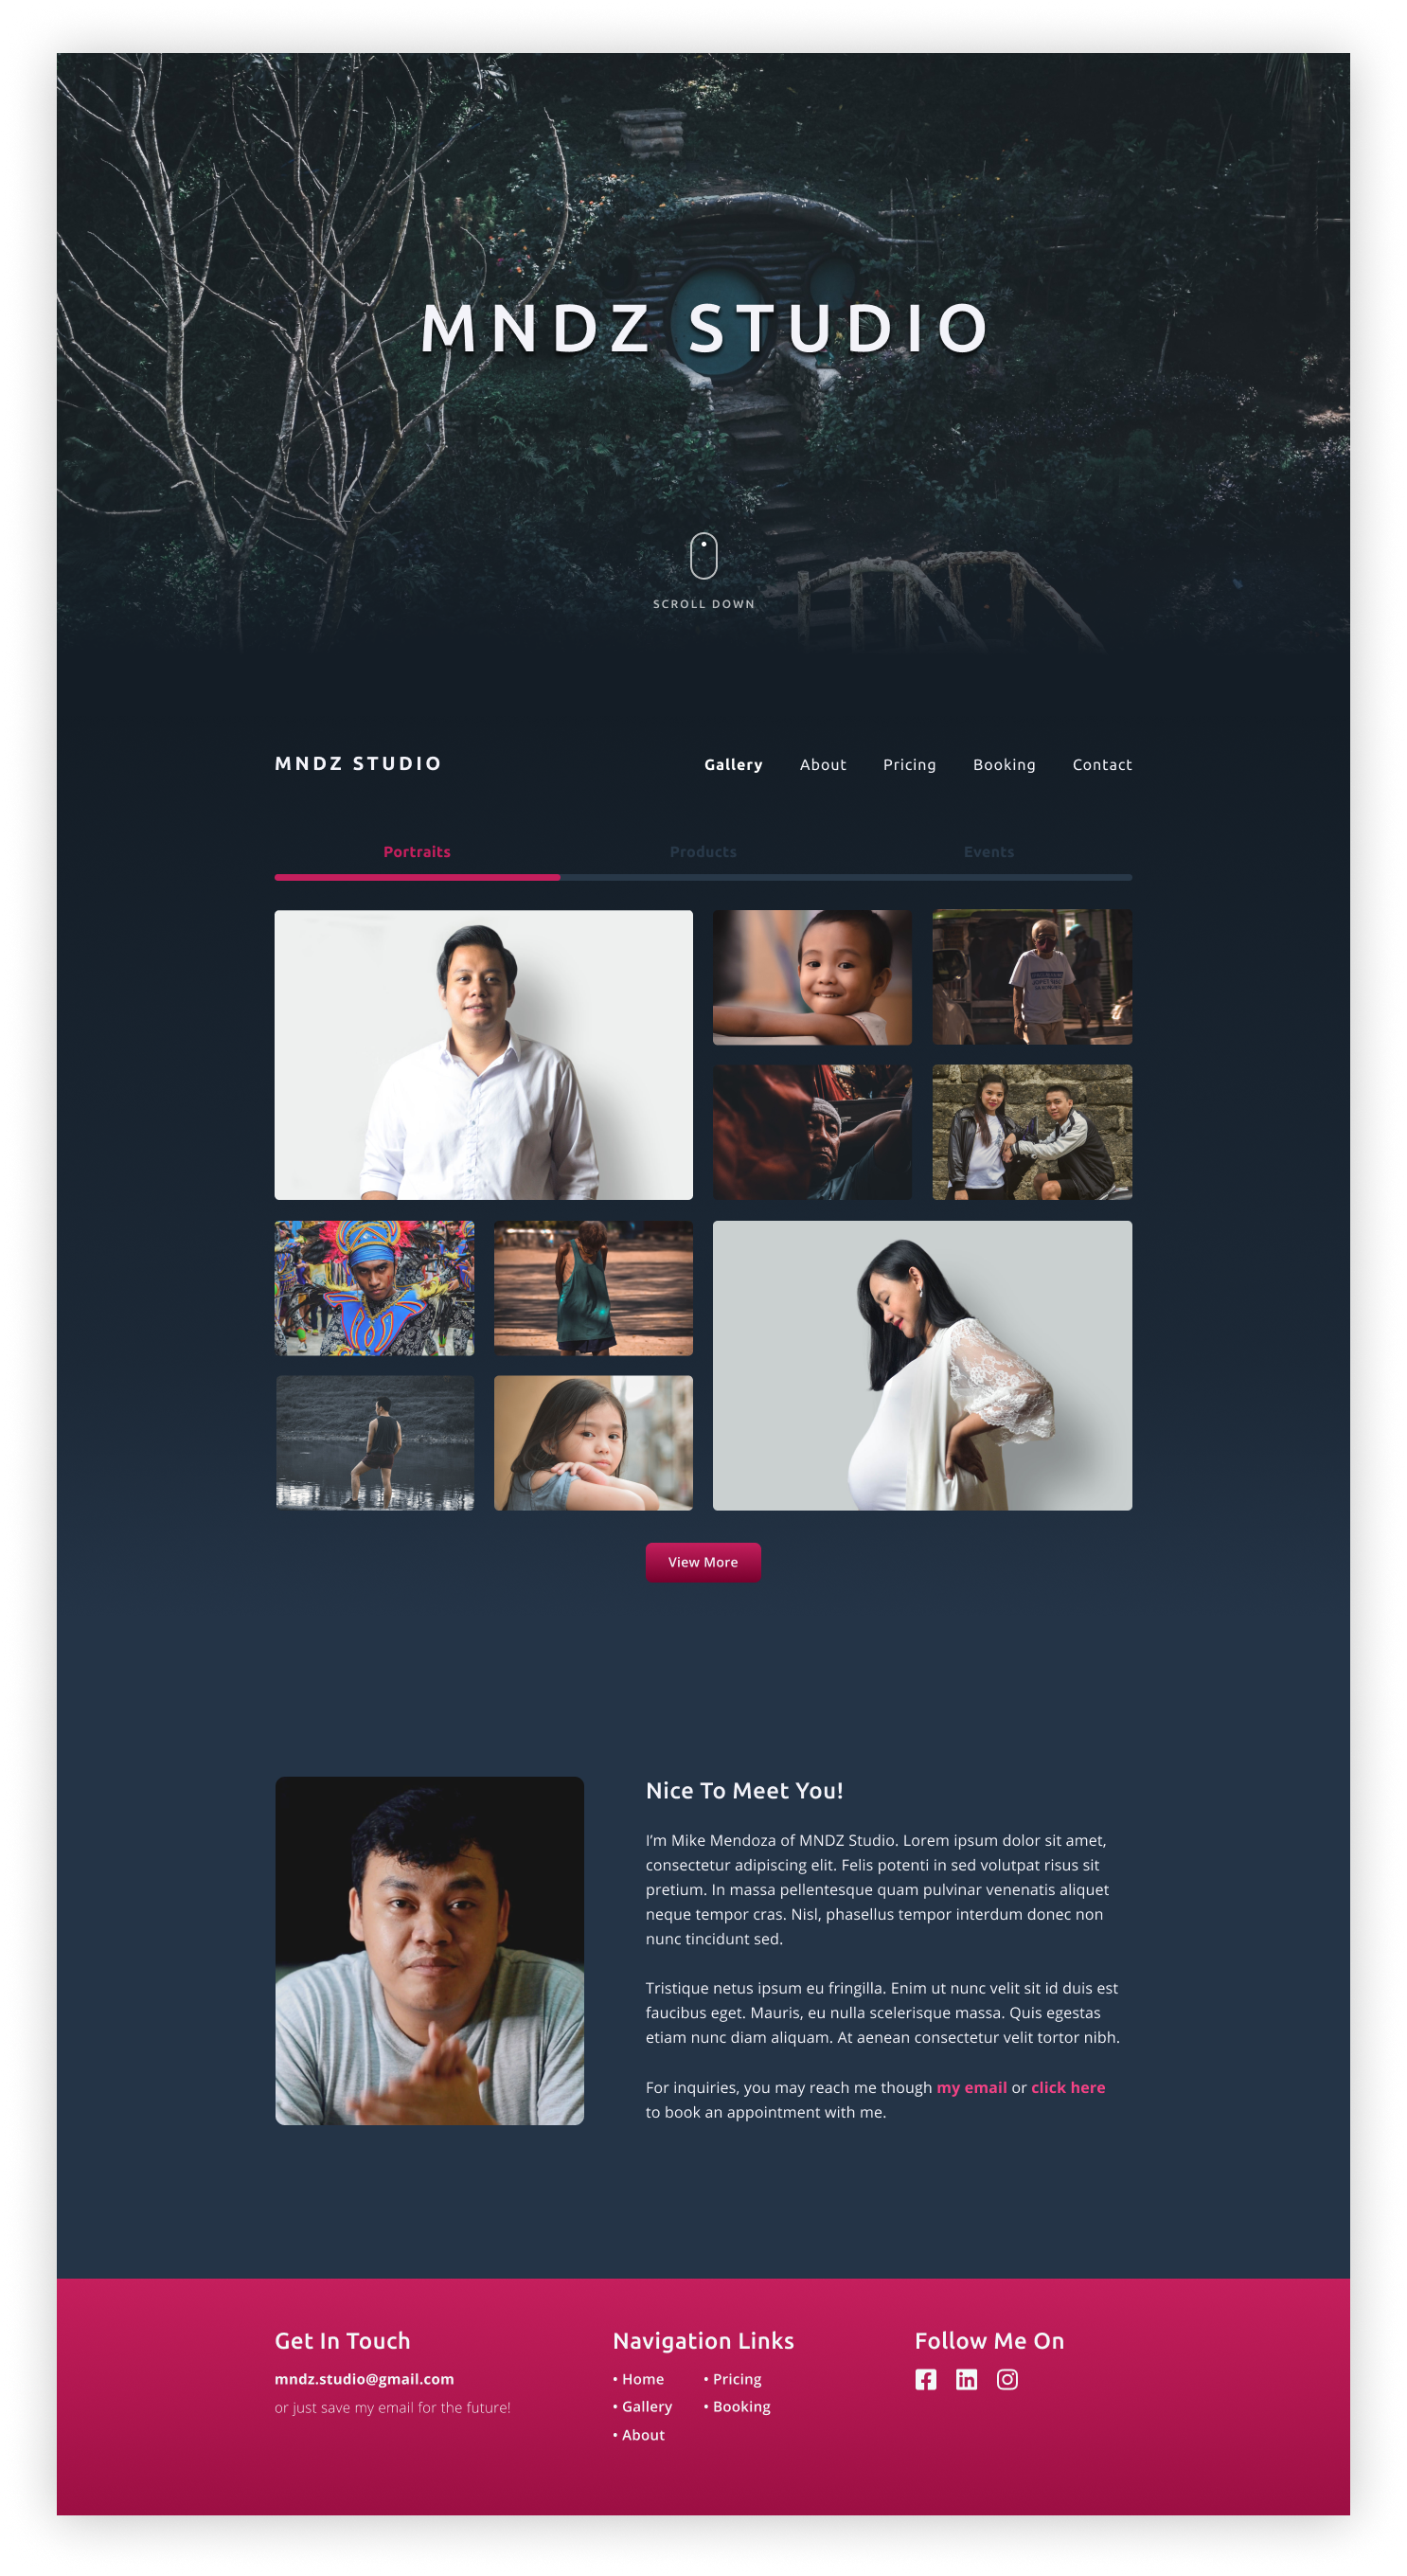 MNDZ STUDIO
SCROLL DOWN
MNDZ STUDIO
Gallery About Pricing Booking Contact
Portraits Products Events
View More
Nice To Meet You!
I'm Mike Mendoza of MNDZ Studio. Lorem ipsum dolor sit amet,
consectetur adipiscing elit. Felis potenti in sed volutpat risus sit
pretium. In massa pellentesque quam pulvinar venenatis aliquet
neque tempor cras. Nisl, phasellus tempor interdum donec non
nunc tincidunt sed.
Tristique netus ipsum eu fringilla. Enim ut nunc velit sit id duis est
faucibus eget. Mauris, eu nulla scelerisque massa. Quis egestas
etiam nunc diam aliquam. At aenean consectetur velit tortor nibh.
For inquiries, you may reach me though my email or click here
to book an appointment with me.
Get In Touch
mndz.studio@gmail.com
or just save my email for the future!
Navigation Links
• Home
• Gallery
• About
• Pricing
• Booking
Follow Me On